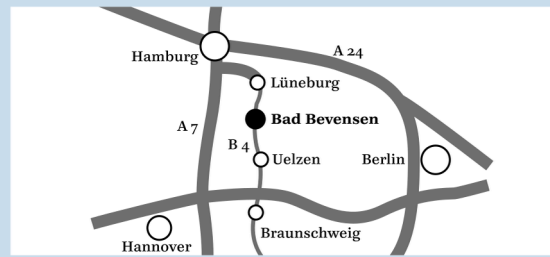 A 24
Hamburg
Lüneburg
Bad Bevensen
A 7
B 4
Uelzen
Berlin
Braunschweig
Hannover